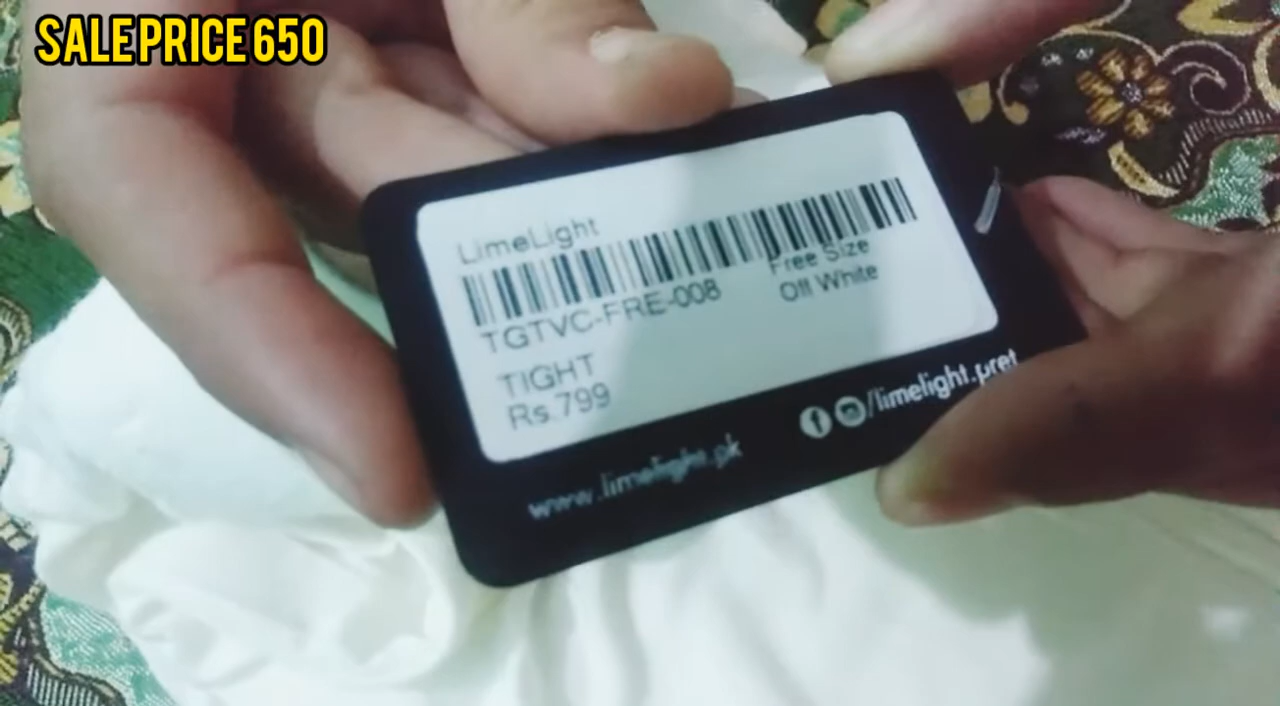 SALE PRICE 650
LimeLight
TGTVC-FRE-008
Free Size
Off White
TIGHT
Rs.799
www.limelight.pk
/limelight.pret